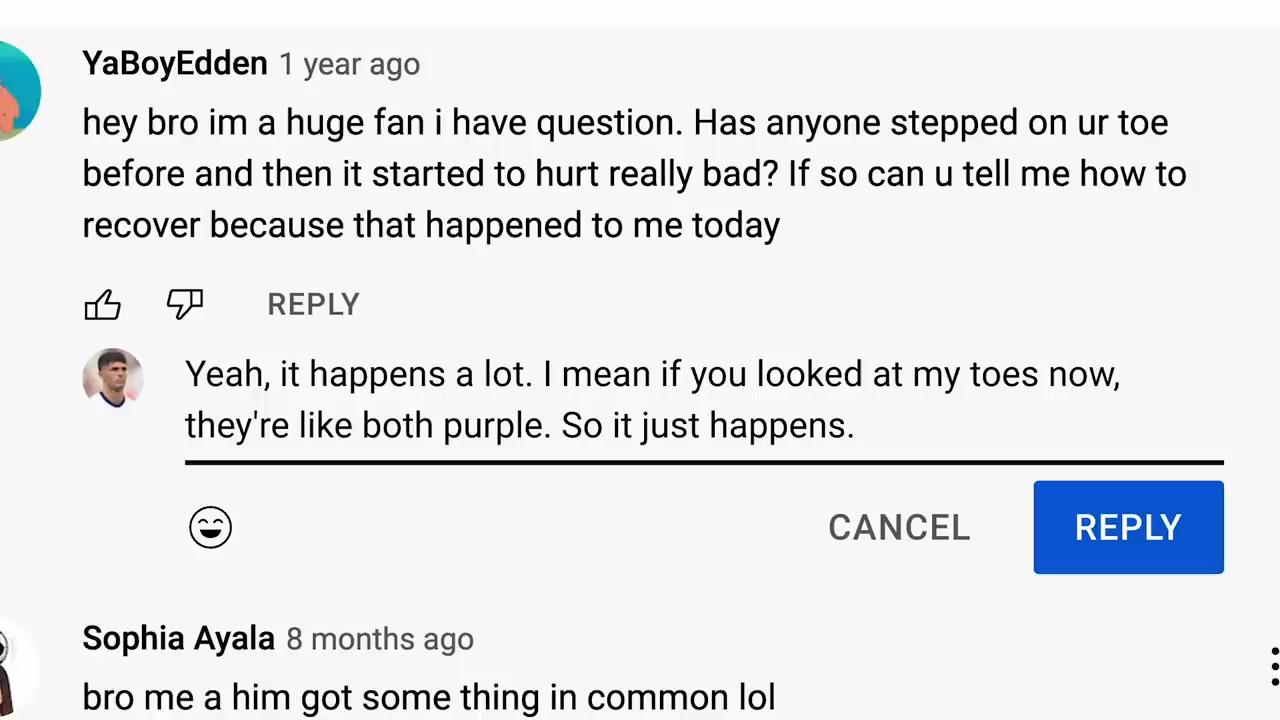 YaBoyEdden 1 year ago
hey bro im a huge fan i have question. Has anyone stepped on ur toe
before and then it started to hurt really bad? If so can u tell me how to
recover because that happened to me today
REPLY
Yeah, it happens a lot. I mean if you looked at my toes now,
they're like both purple. So it just happens.
CANCEL REPLY
Sophia Ayala 8 months ago
bro me a him got some thing in common lol